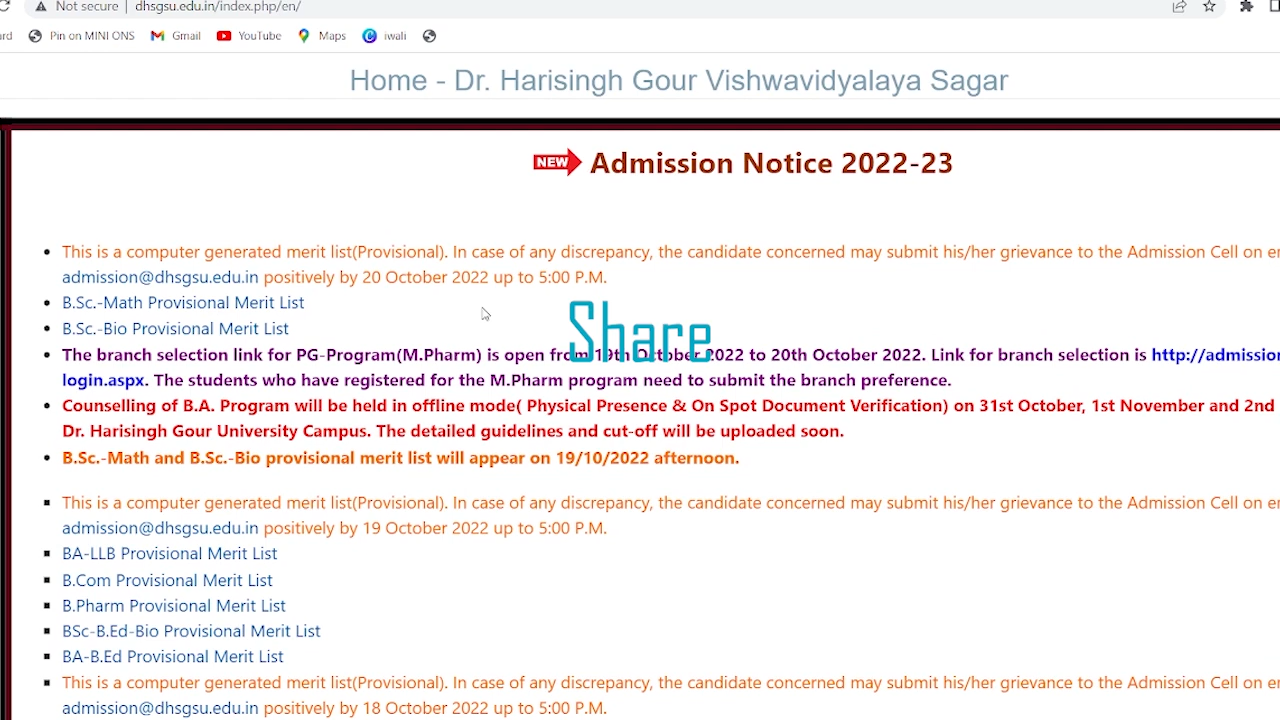 Not secure | dhsgsu.edu.in/index.php/en/
Pin on MINI ONS Gmail YouTube Maps iwali
Home - Dr. Harisingh Gour Vishwavidyalaya Sagar
NEW Admission Notice 2022-23
This is a computer generated merit list(Provisional). In case of any discrepancy, the candidate concerned may submit his/her grievance to the Admission Cell on
admission@dhsgsu.edu.in positively by 20 October 2022 up to 5:00 P.M.
B.Sc.-Math Provisional Merit List
B.Sc.-Bio Provisional Merit List
Share
The branch selection link for PG-Program(M.Pharm) is open from 19th October 2022 to 20th October 2022. Link for branch selection is http://admission
login.aspx. The students who have registered for the M.Pharm program need to submit the branch preference.
Counselling of B.A. Program will be held in offline mode( Physical Presence & On Spot Document Verification) on 31st October, 1st November and 2nd
Dr. Harisingh Gour University Campus. The detailed guidelines and cut-off will be uploaded soon.
B.Sc.-Math and B.Sc.-Bio provisional merit list will appear on 19/10/2022 afternoon.
This is a computer generated merit list(Provisional). In case of any discrepancy, the candidate concerned may submit his/her grievance to the Admission Cell on
admission@dhsgsu.edu.in positively by 19 October 2022 up to 5:00 P.M.
BA-LLB Provisional Merit List
B.Com Provisional Merit List
B.Pharm Provisional Merit List
BSc-B.Ed-Bio Provisional Merit List
BA-B.Ed Provisional Merit List
This is a computer generated merit list(Provisional). In case of any discrepancy, the candidate concerned may submit his/her grievance to the Admission Cell on
admission@dhsgsu.edu.in positively by 18 October 2022 up to 5:00 P.M.